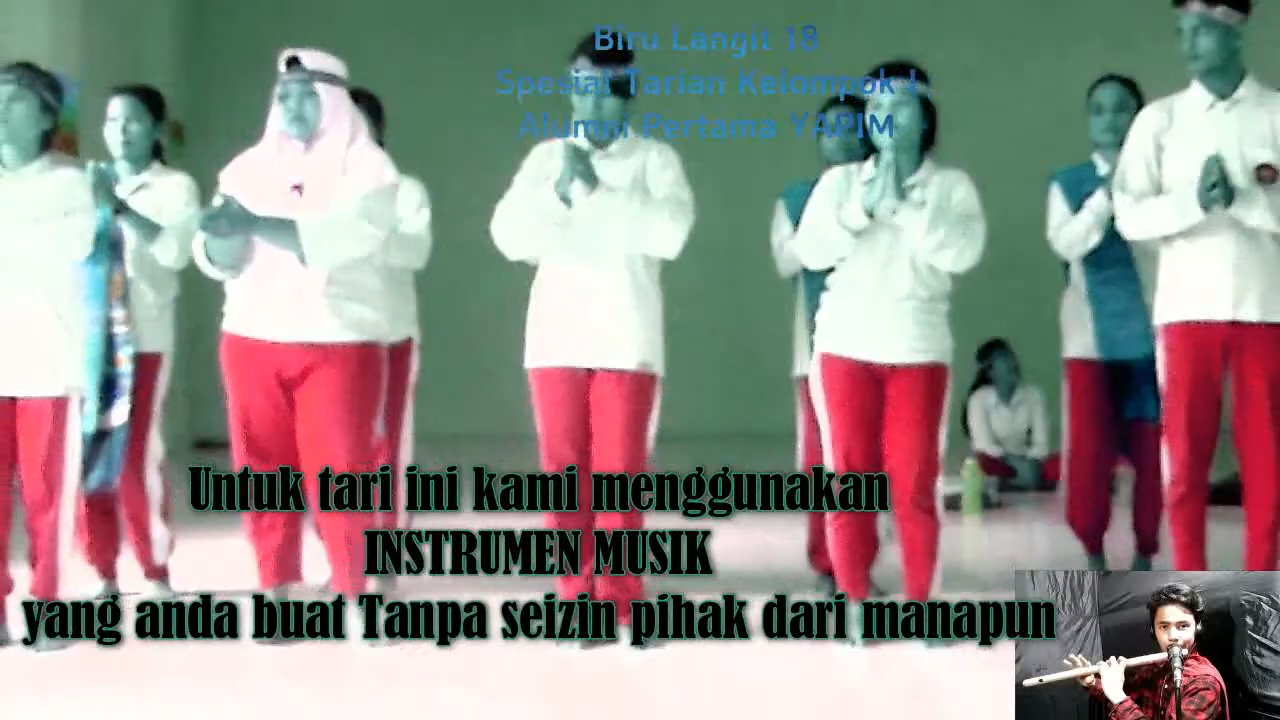 Biru Langit 18
Spesial Tarian Kelompok I
Alumni Pertama YAPIM
Untuk tari ini kami menggunakan
INSTRUMEN MUSIK
yang anda buat Tanpa seizin pihak dari manapun